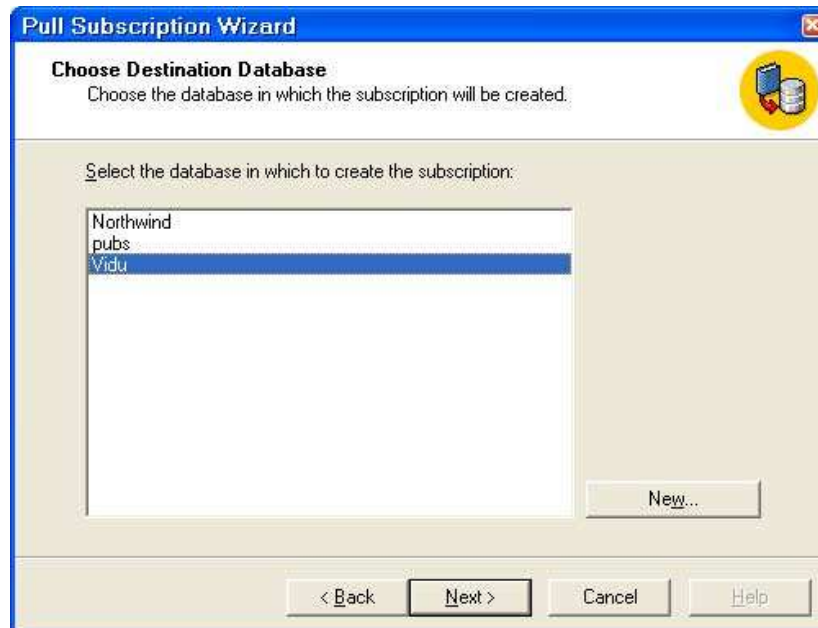 Pull Subscription Wizard
Choose Destination Database
Choose the database in which the subscription will be created.
Select the database in which to create the subscription:
Northwind
pubs
Vidu
New...
< Back
Next >
Cancel
Help